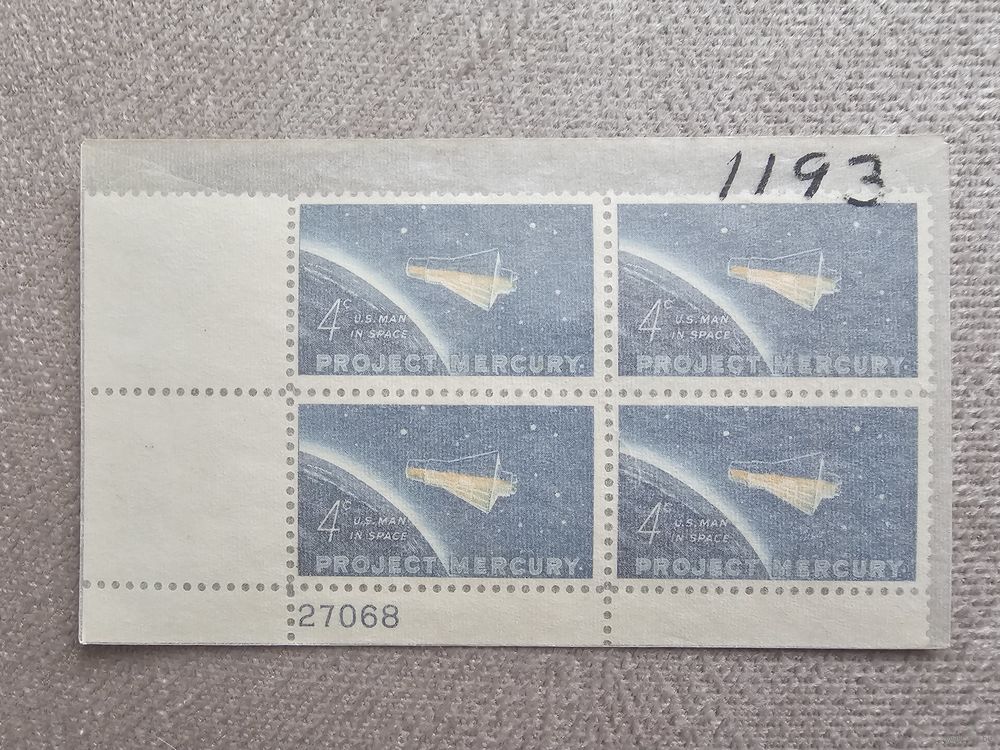 1193
4c U.S. MAN
IN SPACE
PROJECT MERCURY
4c U.S. MAN
IN SPACE
PROJECT MERCURY
4c U.S. MAN
IN SPACE
PROJECT MERCURY
4c U.S. MAN
IN SPACE
PROJECT MERCURY
27068